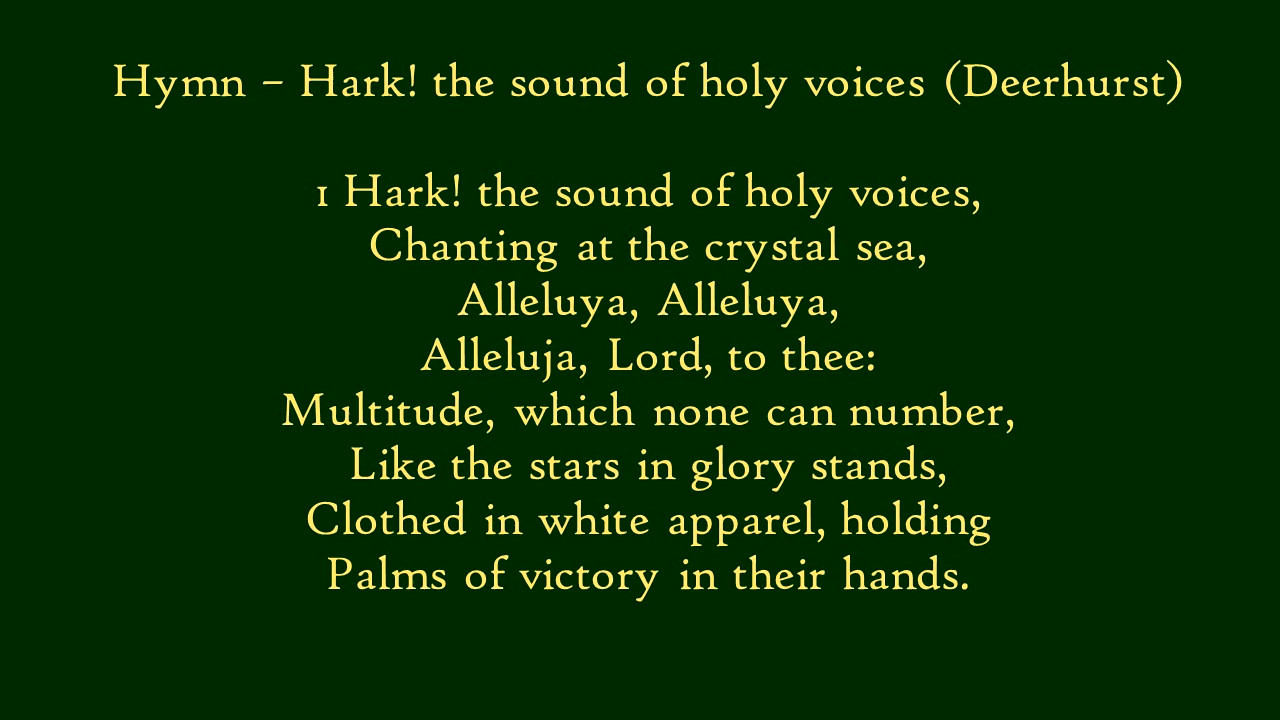 Hymn – Hark! the sound of holy voices (Deerhurst)
1 Hark! the sound of holy voices,
Chanting at the crystal sea,
Alleluya, Alleluya,
Alleluja, Lord, to thee:
Multitude, which none can number,
Like the stars in glory stands,
Clothed in white apparel, holding
Palms of victory in their hands.